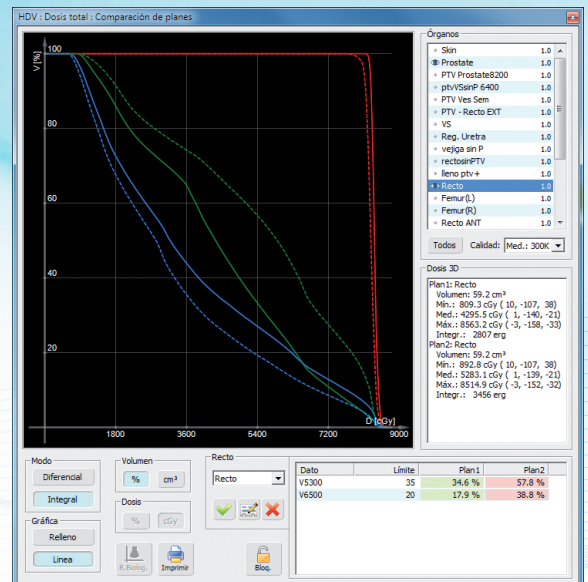 HDV : Dosis total : Comparación de planes
V [%]
100
80
60
40
20
1800 3600 5400 7200 9000
D [cGy]
Órganos
Skin 1.0
Prostate 1.0
PTV Prostate8200 1.0
ptvVSsinP 6400 1.0
PTV Ves Sem 1.0
PTV - Recto EXT 1.0
VS 1.0
Reg. Uretra 1.0
vejiga sin P 1.0
rectosinPTV 1.0
lleno ptv+ 1.0
Recto 1.0
Femur(L) 1.0
Femur(R) 1.0
Recto ANT 1.0
Todos Calidad: Med.: 300K
Dosis 3D
Plan1: Recto
Volumen: 59.2 cm³
Mín.: 809.3 cGy ( 10, -107, 38)
Med.: 4295.5 cGy ( 1, -140, -21)
Máx.: 8563.2 cGy ( -3, -158, -33)
Integr.: 2807 erg
Plan2: Recto
Volumen: 59.2 cm³
Mín.: 892.8 cGy ( 10, -107, 38)
Med.: 5283.1 cGy ( 1, -139, -21)
Máx.: 8514.9 cGy ( -3, -152, -32)
Integr.: 3456 erg
Modo
Diferencial
Integral
Gráfica
Relleno
Linea
Volumen
% cm³
Dosis
% cGy
R.Biolog. Imprimir
Recto
Recto
Bloq.
Dato Límite Plan1 Plan2
V5300 35 34.6 % 57.8 %
V6500 20 17.9 % 38.8 %